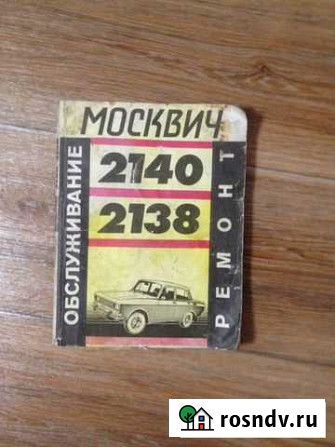 МОСКВИЧ
2140
2138
ОБСЛУЖИВАНИЕ
РЕМОНТ
rosndv.ru